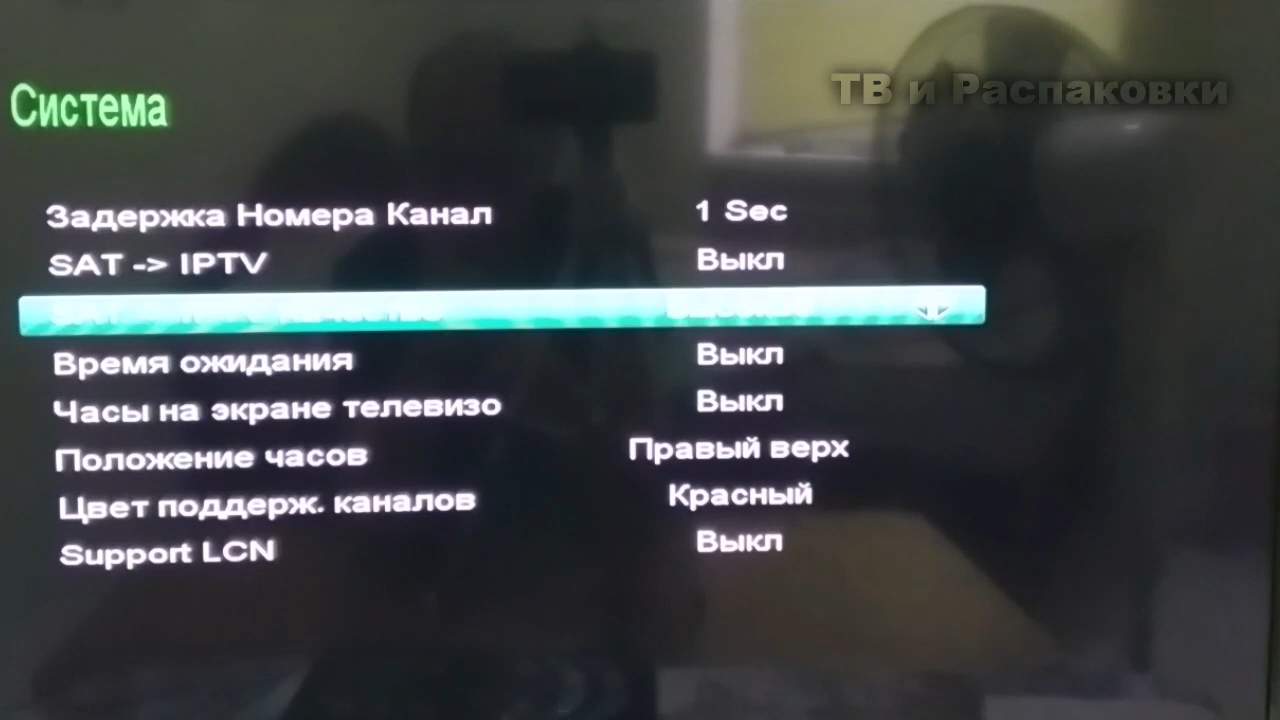 ТВ и Распаковки
Система
Задержка Номера Канал 1 Sec
SAT -> IPTV Выкл
Время ожидания Выкл
Часы на экране телевизо Выкл
Положение часов Правый верх
Цвет поддерж. каналов Красный
Support LCN Выкл